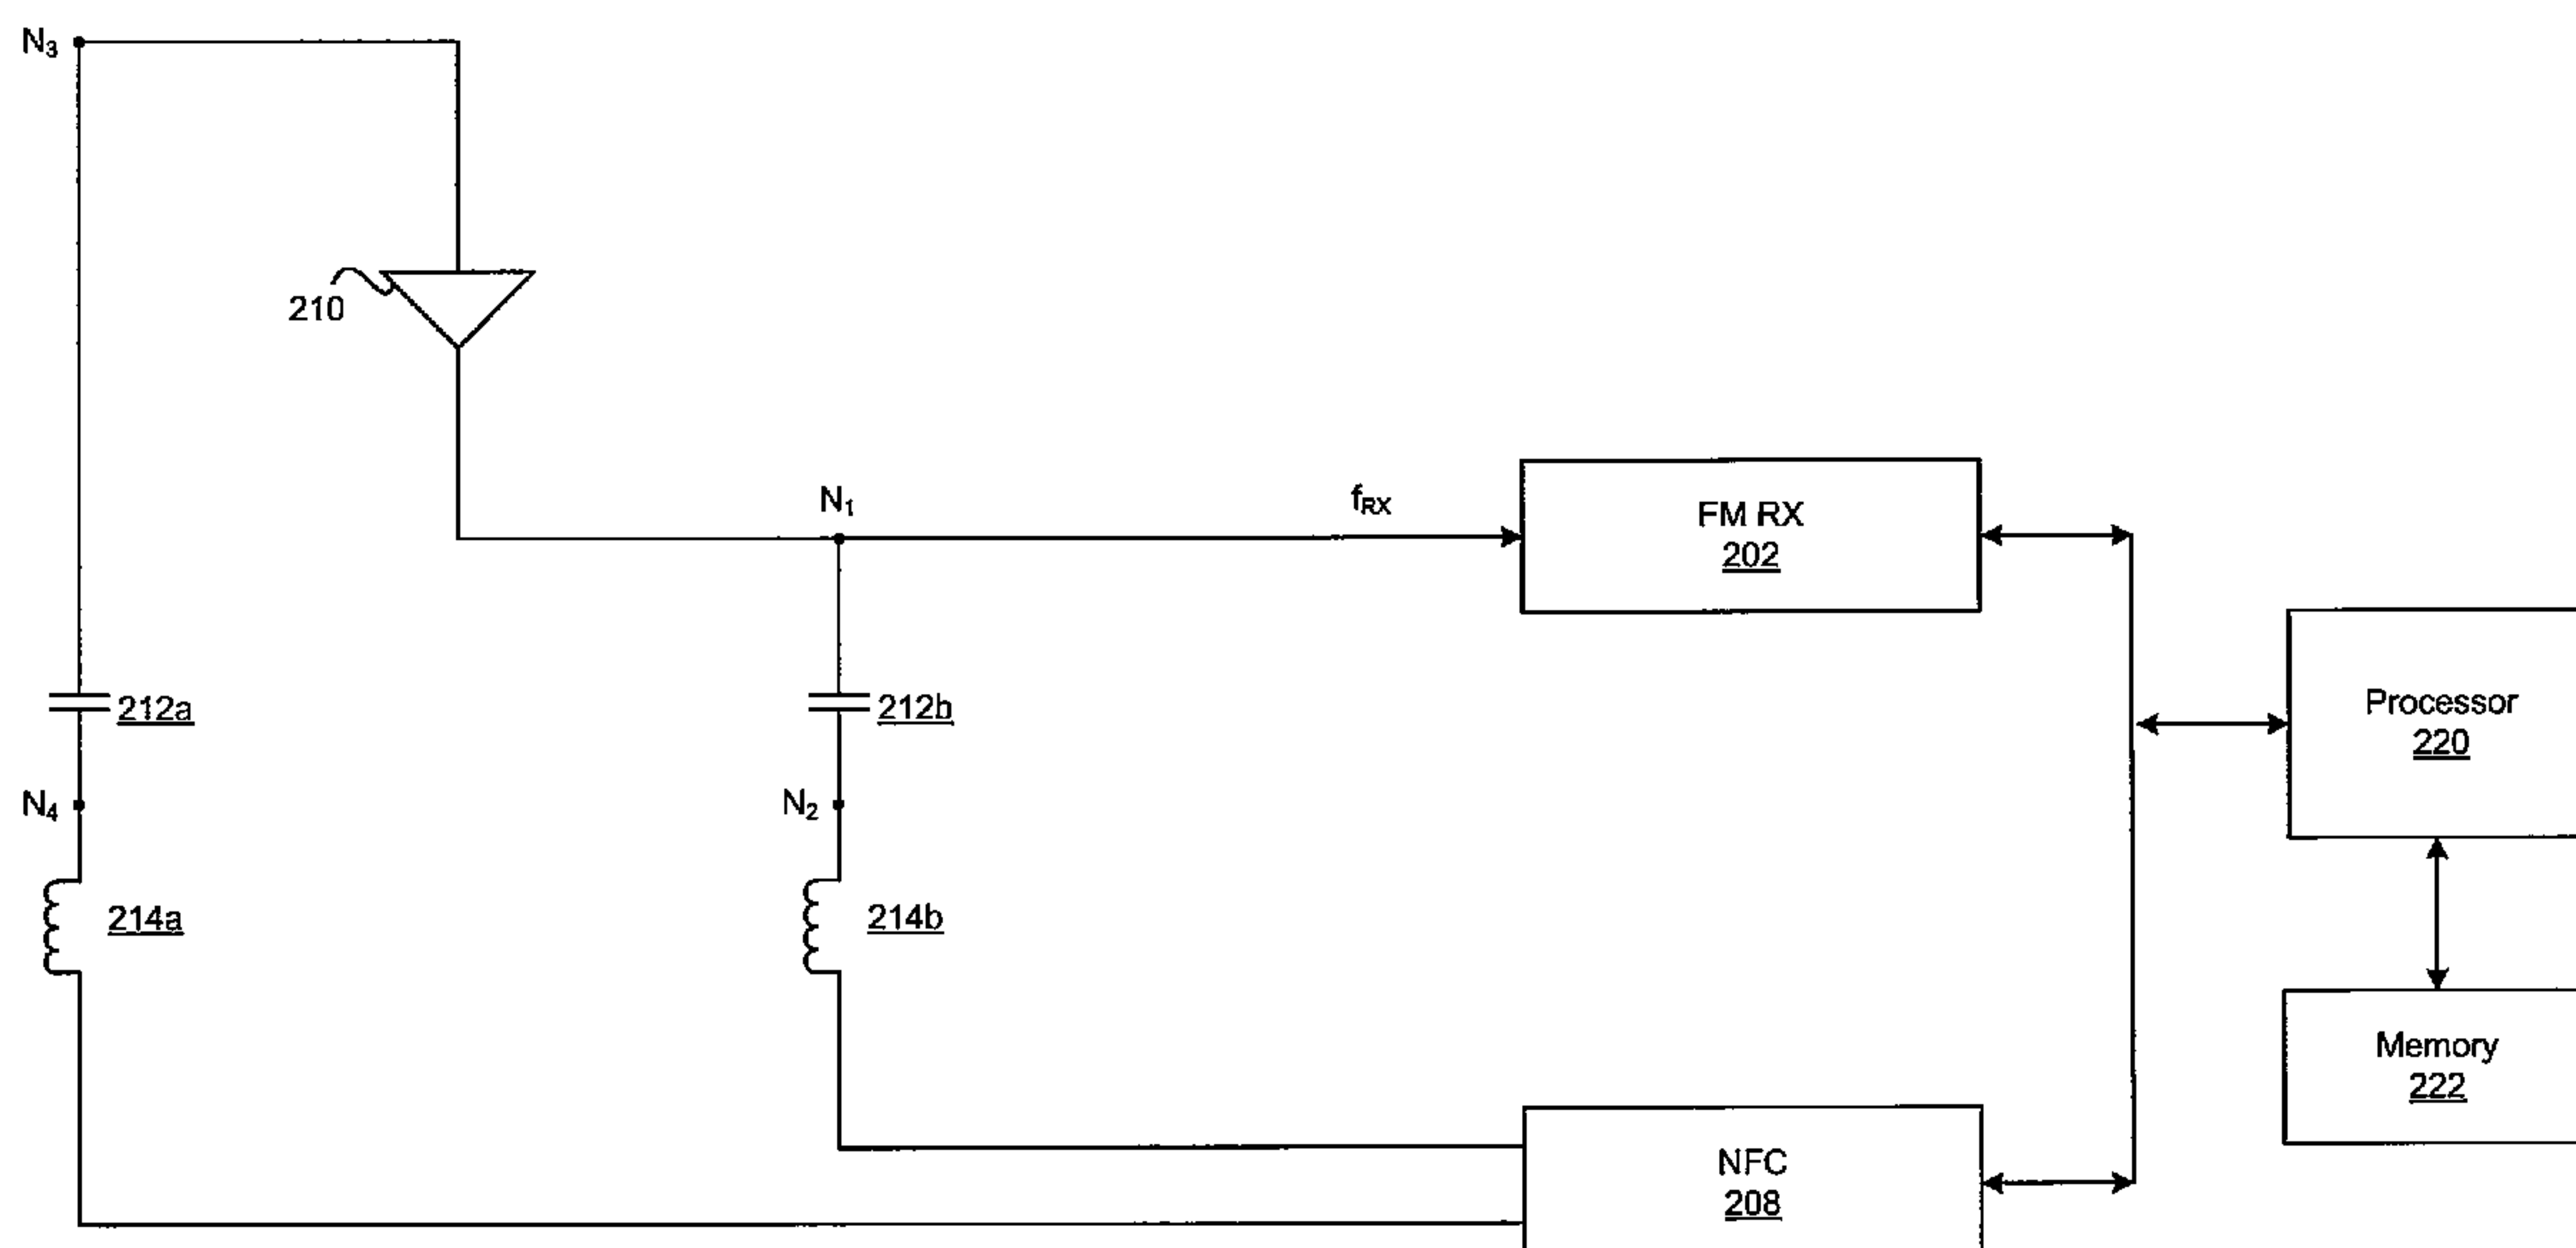 N₃
210
N₁
fRX
FM RX
202
212a
212b
Processor
220
N₄
N₂
214a
214b
Memory
222
NFC
208